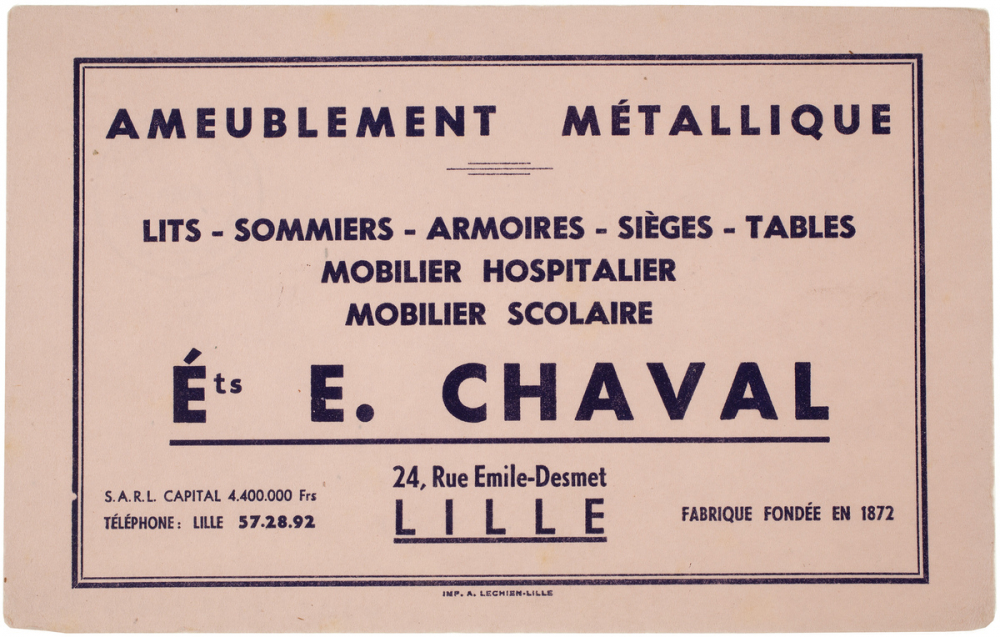 AMEUBLEMENT MÉTALLIQUE
LITS - SOMMIERS - ARMOIRES - SIÈGES - TABLES
MOBILIER HOSPITALIER
MOBILIER SCOLAIRE
Éts E. CHAVAL
24, Rue Emile-Desmet
LILLE
S.A.R.L. CAPITAL 4.400.000 Frs
TÉLÉPHONE : LILLE 57.28.92
FABRIQUE FONDÉE EN 1872
IMP. A. LECHIEN-LILLE